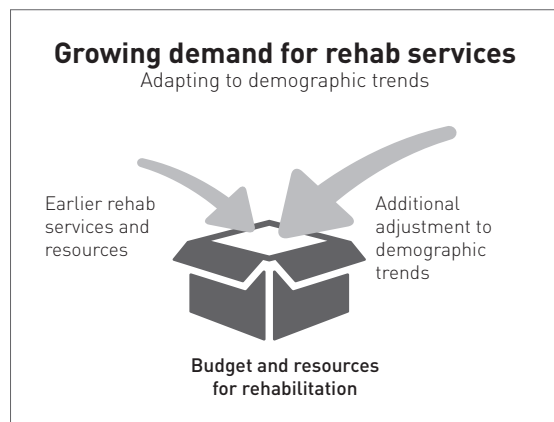 Growing demand for rehab services
Adapting to demographic trends
Earlier rehab
services and
resources
Additional
adjustment to
demographic
trends
Budget and resources
for rehabilitation